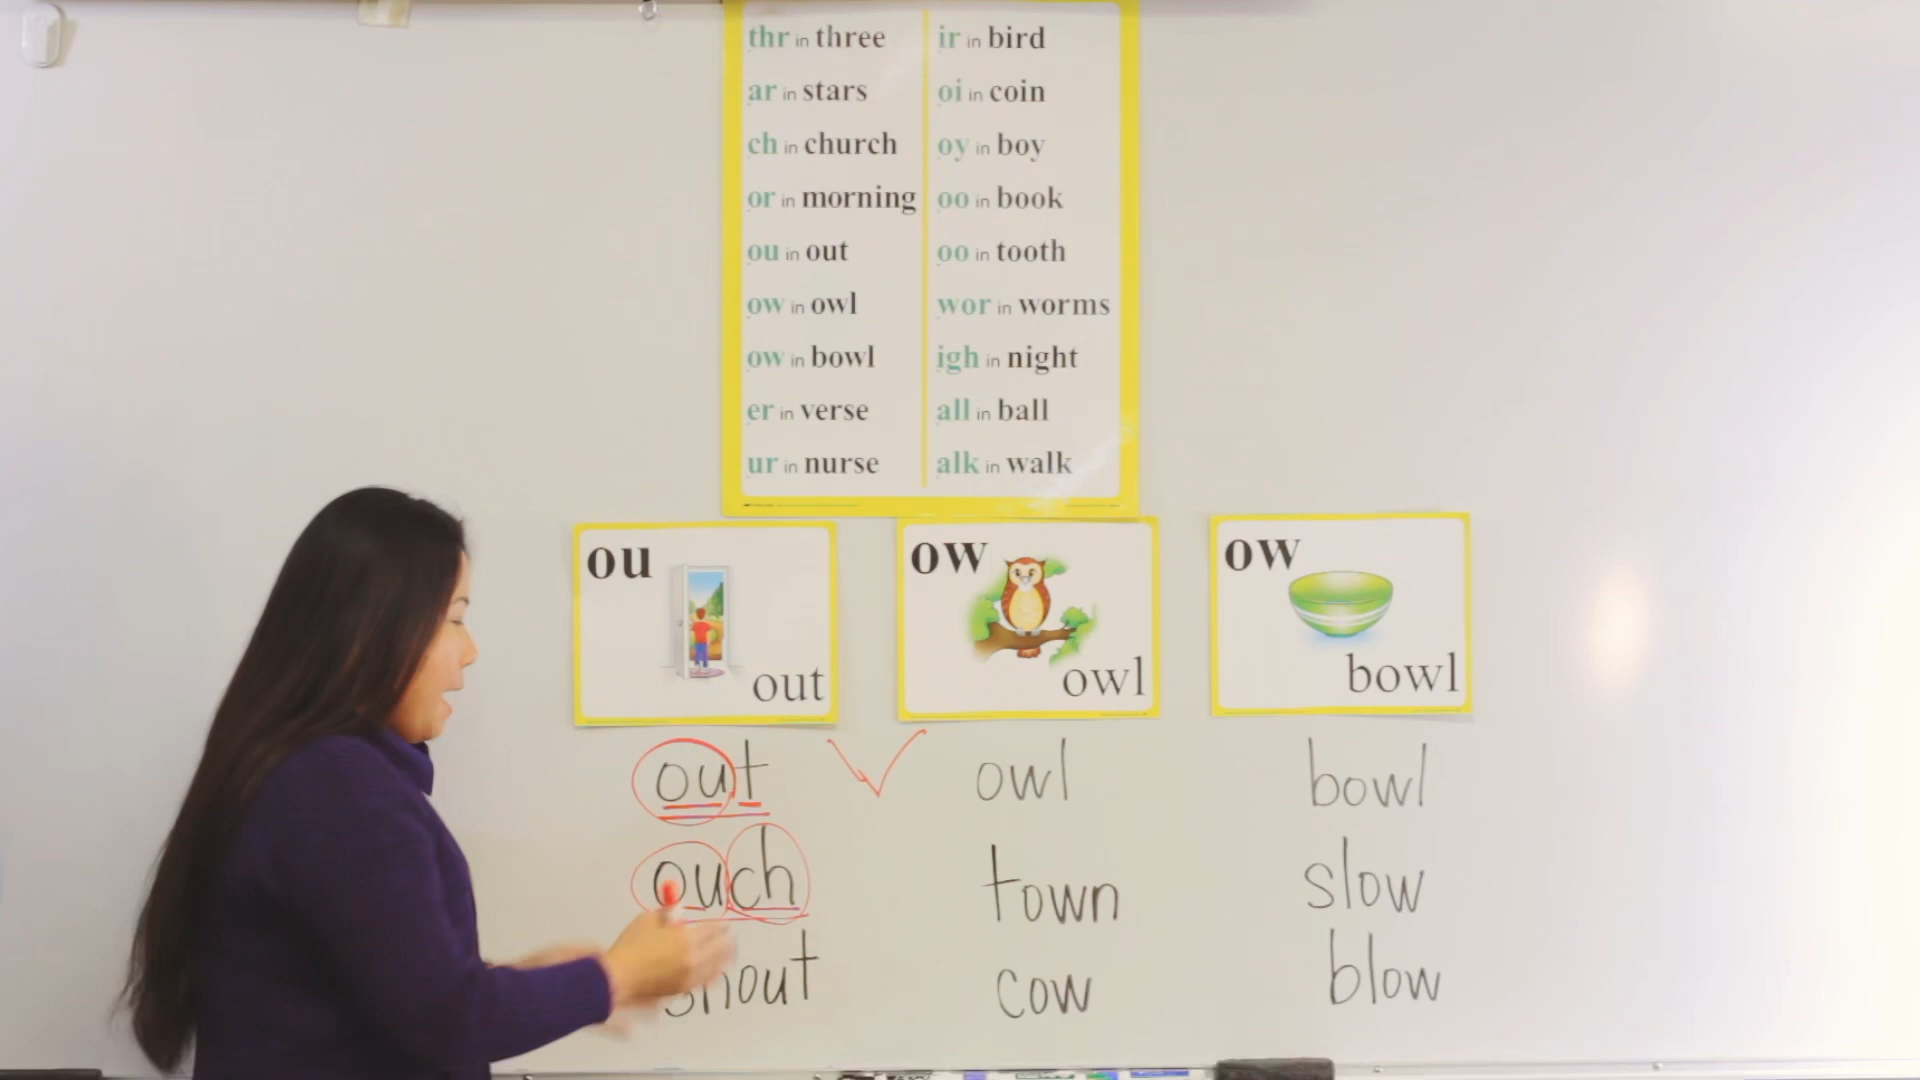 thr in three
ar in stars
ch in church
or in morning
ou in out
ow in owl
ow in bowl
er in verse
ur in nurse
ir in bird
oi in coin
oy in boy
oo in book
oo in tooth
wor in worms
igh in night
all in ball
alk in walk
ou
out
ow
owl
ow
bowl
out
ouch
shout
owl
town
cow
bowl
slow
blow